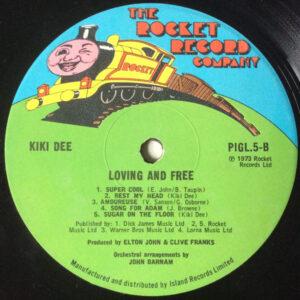 THE
ROCKET
RECORD
COMPANY
ROCKET
KIKI DEE
PIGL.5-B
℗ 1973 Rocket
Records Ltd
LOVING AND FREE
1. SUPER COOL (E. John/B. Taupin)
2. REST MY HEAD (Kiki Dee)
3. AMOUREUSE (V. Sanson/G. Osborne)
4. SONG FOR ADAM (J. Browne)
5. SUGAR ON THE FLOOR (Kiki Dee)
Published by: 1. Dick James Music Ltd 2, 5. Rocket
Music Ltd 3. Warner Bros Music Ltd 4. Lorna Music Ltd
Produced by ELTON JOHN & CLIVE FRANKS
Orchestral arrangements by
JOHN BARHAM
Manufactured and distributed by Island Records Limited